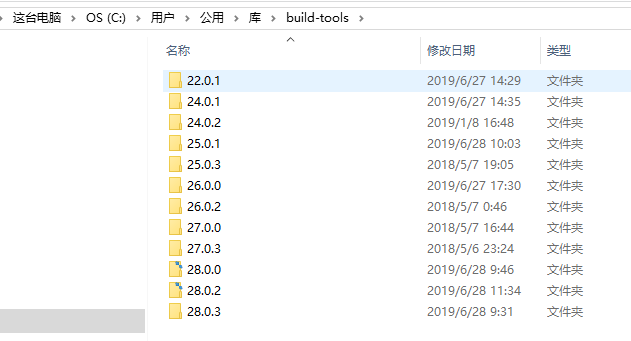 这台电脑 > OS (C:) > 用户 > 公用 > 库 > build-tools >
名称 修改日期 类型
22.0.1 2019/6/27 14:29 文件夹
24.0.1 2019/6/27 14:35 文件夹
24.0.2 2019/1/8 16:48 文件夹
25.0.1 2019/6/28 10:03 文件夹
25.0.3 2018/5/7 19:05 文件夹
26.0.0 2019/6/27 17:30 文件夹
26.0.2 2018/5/7 0:46 文件夹
27.0.0 2018/5/7 16:44 文件夹
27.0.3 2018/5/6 23:24 文件夹
28.0.0 2019/6/28 9:46 文件夹
28.0.2 2019/6/28 11:34 文件夹
28.0.3 2019/6/28 9:31 文件夹